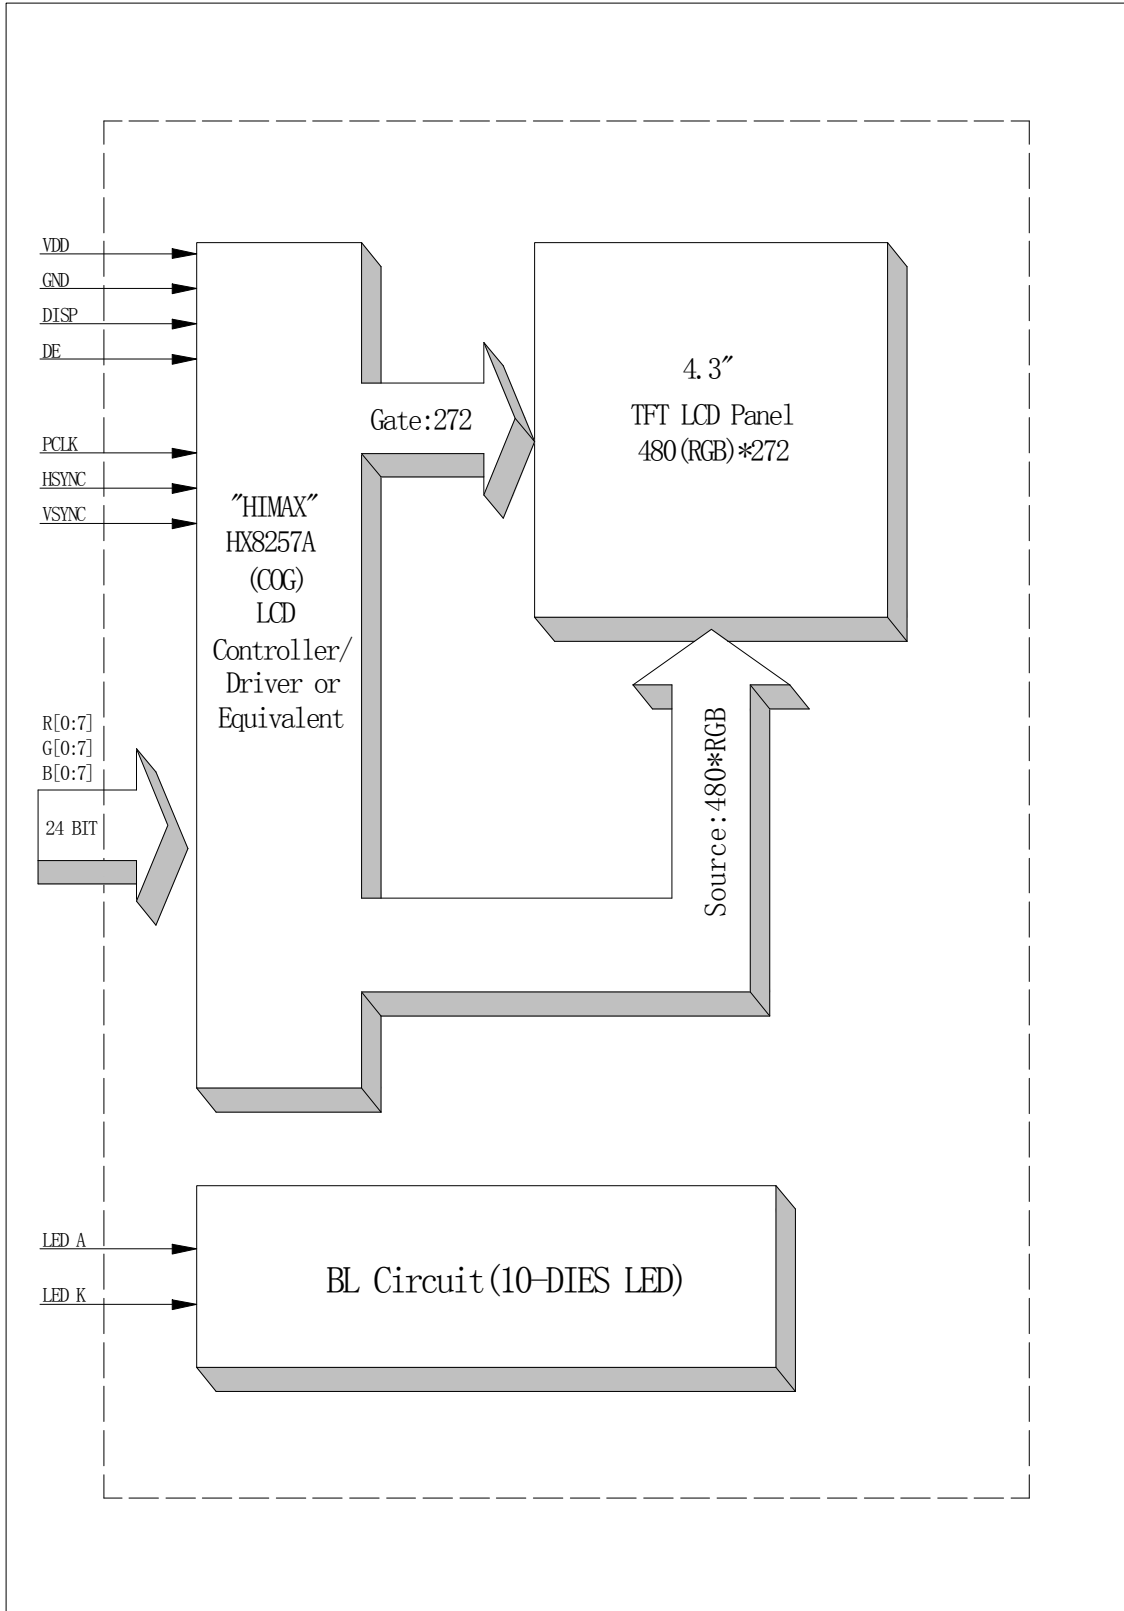 VDD
GND
DISP
DE
PCLK
HSYNC
VSYNC
R[0:7]
G[0:7]
B[0:7]
24 BIT
"HIMAX"
HX8257A
(COG)
LCD
Controller/
Driver or
Equivalent
Gate:272
4.3"
TFT LCD Panel
480(RGB)*272
Source:480*RGB
LED A
LED K
BL Circuit(10-DIES LED)